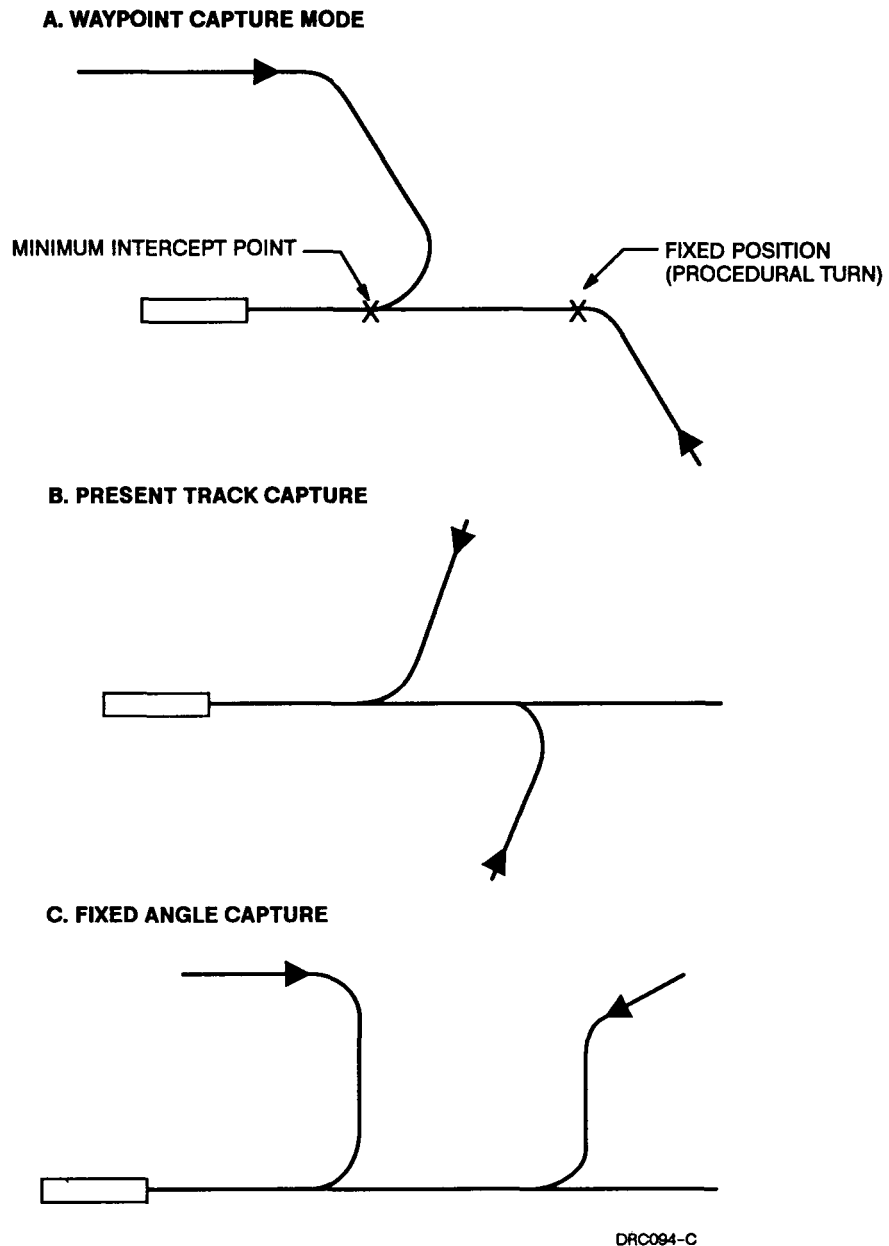 A. WAYPOINT CAPTURE MODE
MINIMUM INTERCEPT POINT
FIXED POSITION
(PROCEDURAL TURN)
B. PRESENT TRACK CAPTURE
C. FIXED ANGLE CAPTURE
DRC094-C